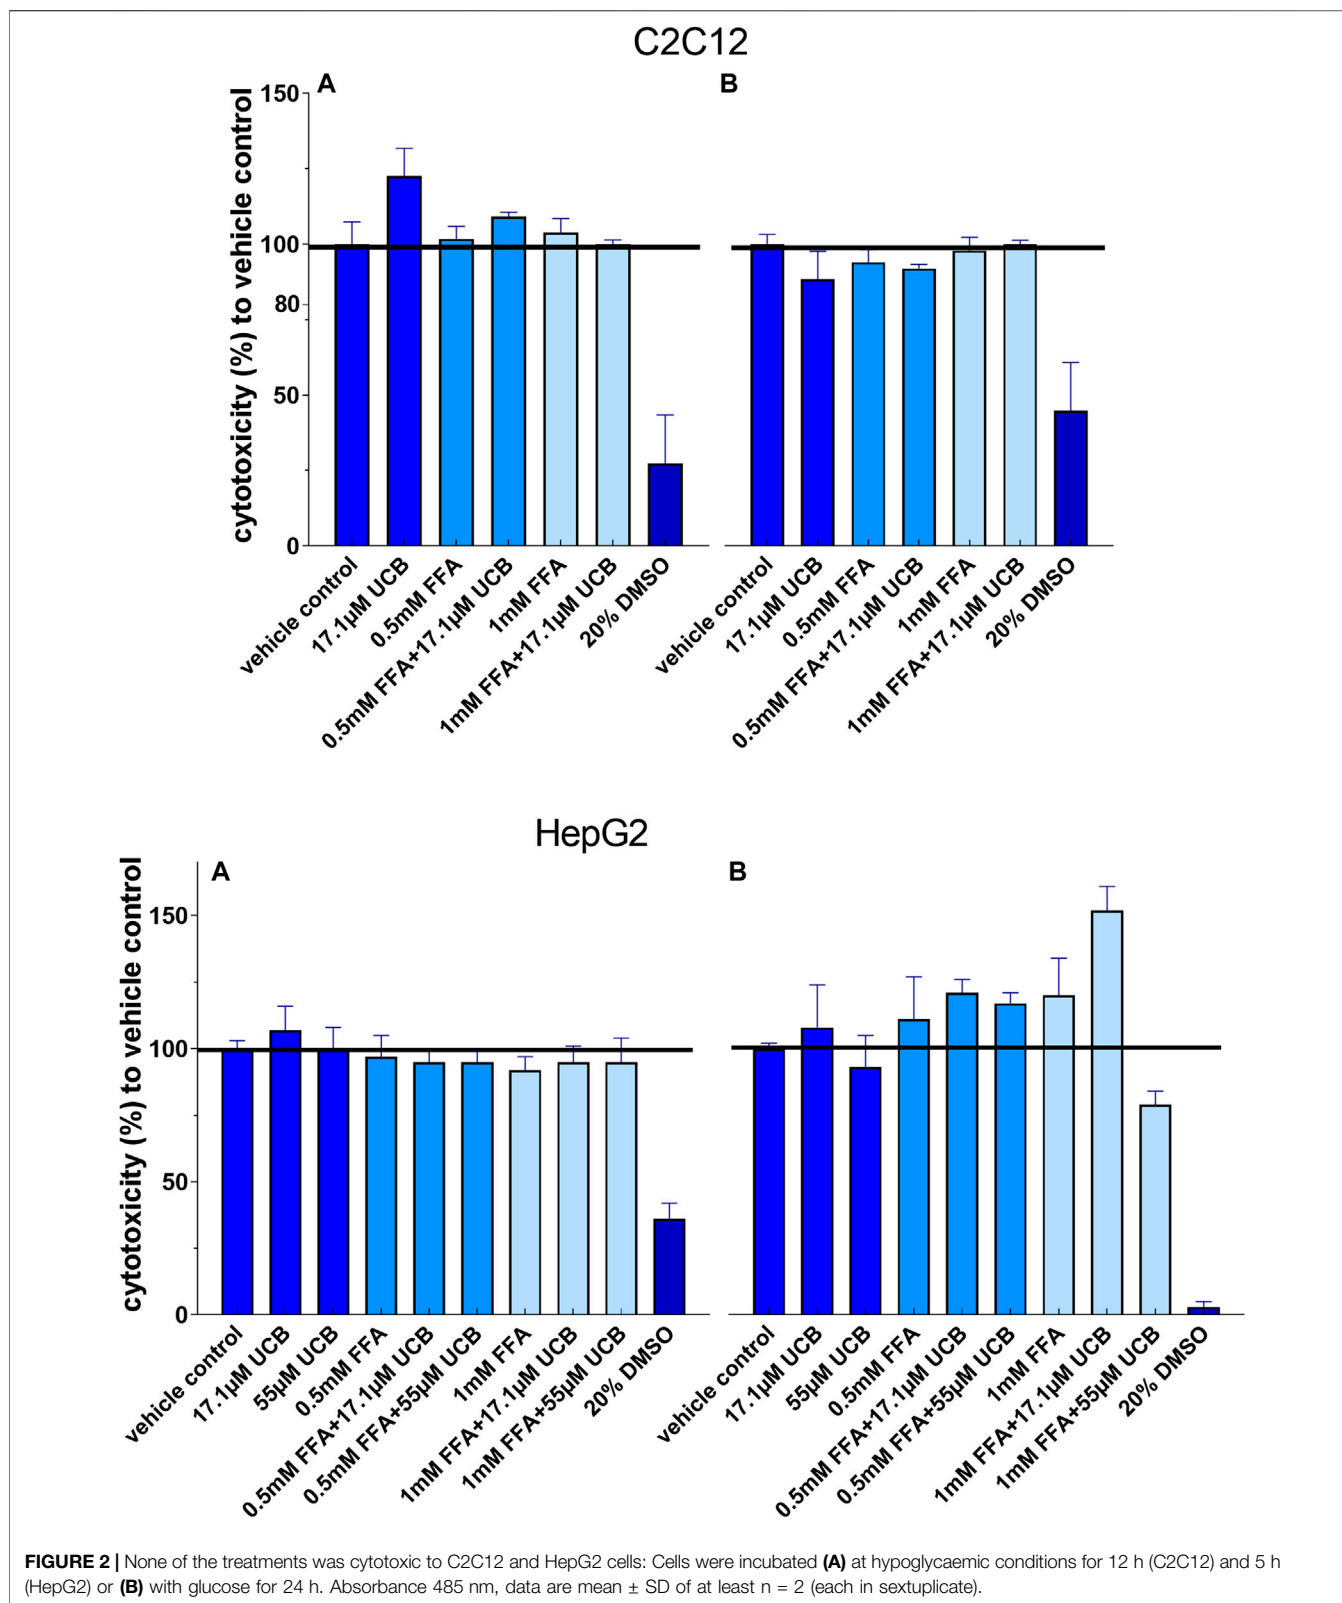 C2C12
A
B
cytotoxicity (%) to vehicle control
150
100
80
50
0
vehicle control
17.1µM UCB
0.5mM FFA
0.5mM FFA+17.1µM UCB
1mM FFA
1mM FFA+17.1µM UCB
20% DMSO
vehicle control
17.1µM UCB
0.5mM FFA
0.5mM FFA+17.1µM UCB
1mM FFA
1mM FFA+17.1µM UCB
20% DMSO
HepG2
A
B
cytotoxicity (%) to vehicle control
150
100
50
0
vehicle control
17.1µM UCB
55µM UCB
0.5mM FFA
0.5mM FFA+17.1µM UCB
0.5mM FFA+55µM UCB
1mM FFA
1mM FFA+17.1µM UCB
1mM FFA+55µM UCB
20% DMSO
vehicle control
17.1µM UCB
55µM UCB
0.5mM FFA
0.5mM FFA+17.1µM UCB
0.5mM FFA+55µM UCB
1mM FFA
1mM FFA+17.1µM UCB
1mM FFA+55µM UCB
20% DMSO
FIGURE 2 | None of the treatments was cytotoxic to C2C12 and HepG2 cells: Cells were incubated (A) at hypoglycaemic conditions for 12 h (C2C12) and 5 h
(HepG2) or (B) with glucose for 24 h. Absorbance 485 nm, data are mean ± SD of at least n = 2 (each in sextuplicate).